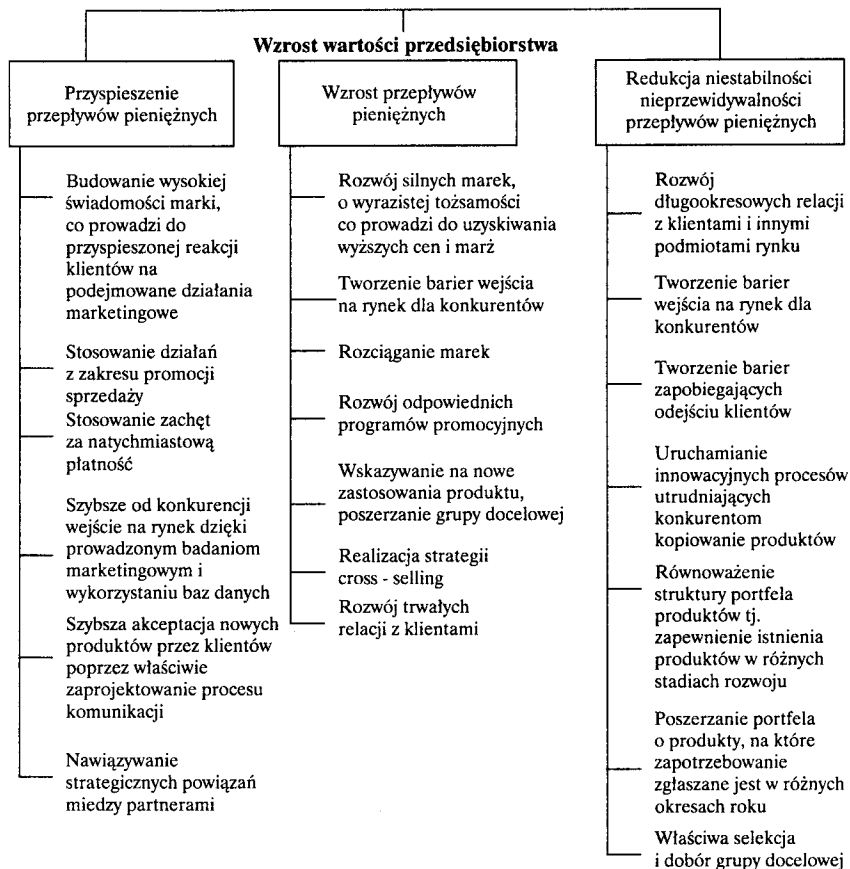 Wzrost wartości przedsiębiorstwa
Przyspieszenie
przepływów pieniężnych
Budowanie wysokiej
świadomości marki,
co prowadzi do
przyspieszonej reakcji
klientów na
podejmowane działania
marketingowe
Stosowanie działań
z zakresu promocji
sprzedaży
Stosowanie zachęt
za natychmiastową
płatność
Szybsze od konkurencji
wejście na rynek dzięki
prowadzonym badaniom
marketingowym i
wykorzystaniu baz danych
Szybsza akceptacja nowych
produktów przez klientów
poprzez właściwie
zaprojektowanie procesu
komunikacji
Nawiązywanie
strategicznych powiązań
miedzy partnerami
Wzrost przepływów
pieniężnych
Rozwój silnych marek,
o wyrazistej tożsamości
co prowadzi do uzyskiwania
wyższych cen i marż
Tworzenie barier wejścia
na rynek dla konkurentów
Rozciąganie marek
Rozwój odpowiednich
programów promocyjnych
Wskazywanie na nowe
zastosowania produktu,
poszerzanie grupy docelowej
Realizacja strategii
cross - selling
Rozwój trwałych
relacji z klientami
Redukcja niestabilności
nieprzewidywalności
przepływów pieniężnych
Rozwój
długookresowych relacji
z klientami i innymi
podmiotami rynku
Tworzenie barier
wejścia na rynek dla
konkurentów
Tworzenie barier
zapobiegających
odejściu klientów
Uruchamianie
innowacyjnych procesów
utrudniających
konkurentom
kopiowanie produktów
Równoważenie
struktury portfela
produktów tj.
zapewnienie istnienia
produktów w różnych
stadiach rozwoju
Poszerzanie portfela
o produkty, na które
zapotrzebowanie
zgłaszane jest w różnych
okresach roku
Właściwa selekcja
i dobór grupy docelowej